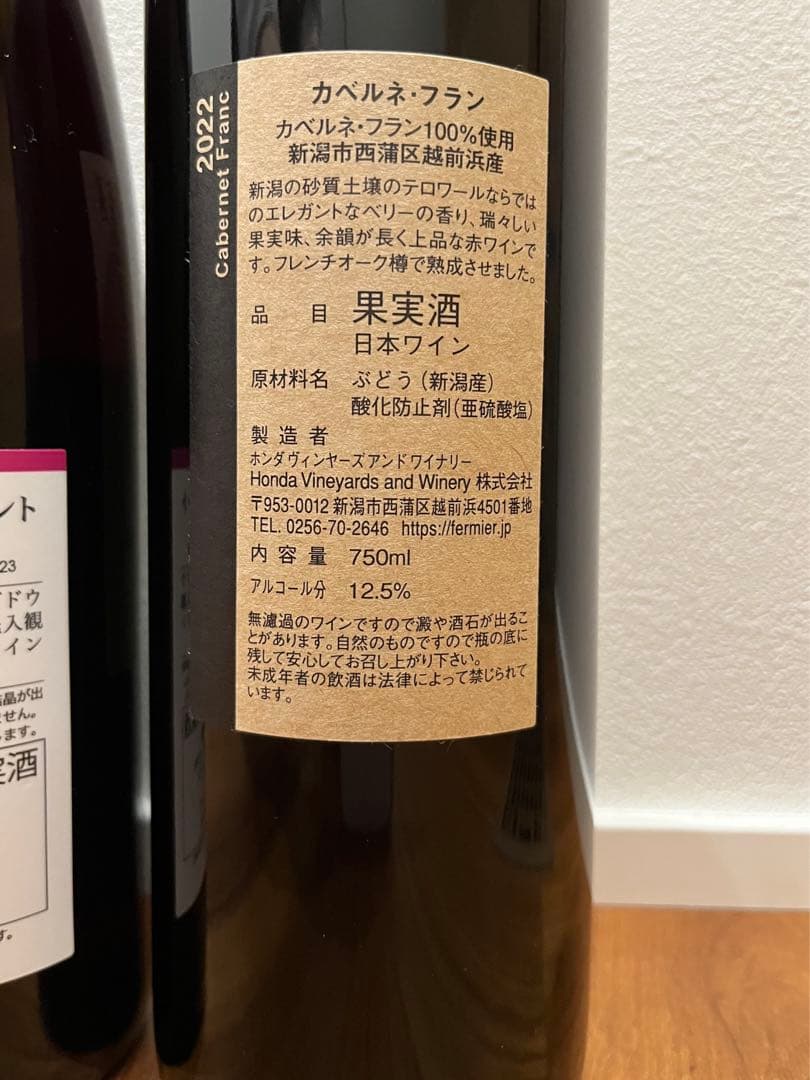 2022
Cabernet Franc
カベルネ・フラン
カベルネ・フラン100%使用
新潟市西蒲区越前浜産
新潟の砂質土壌のテロワールならでは
のエレガントなベリーの香り、瑞々しい
果実味、余韻が長く上品な赤ワインで
す。フレンチオーク樽で熟成させました。
品 目 果実酒
日本ワイン
原材料名 ぶどう(新潟産)
酸化防止剤(亜硫酸塩)
製造者
ホンダヴィンヤーズアンドワイナリー
Honda Vineyards and Winery 株式会社
〒953-0012 新潟市西蒲区越前浜4501番地
TEL. 0256-70-2646 https://fermier.jp
内容量 750ml
アルコール分 12.5%
無濾過のワインですので澱や酒石が出るこ
とがあります。自然のものですので瓶の底に
残して安心してお召し上がり下さい。
未成年者の飲酒は法律によって禁じられて
います。
ント
23
ドウ
入観
イン
晶が出
せん。
ます。
酒
す。